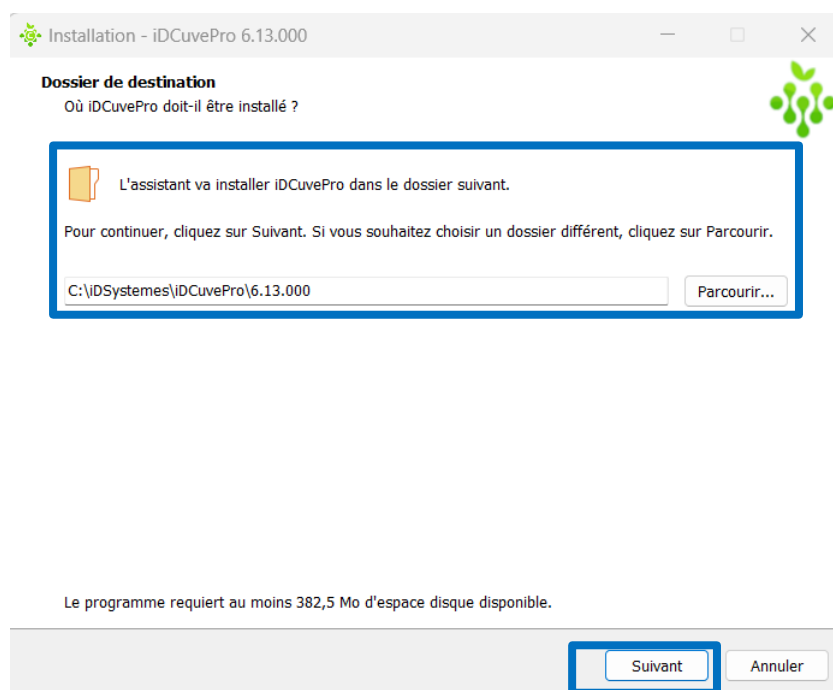 Installation - iDCuvePro 6.13.000
Dossier de destination
Où iDCuvePro doit-il être installé ?
L'assistant va installer iDCuvePro dans le dossier suivant.
Pour continuer, cliquez sur Suivant. Si vous souhaitez choisir un dossier différent, cliquez sur Parcourir.
C:\iDSystemes\iDCuvePro\6.13.000
Parcourir...
Le programme requiert au moins 382,5 Mo d'espace disque disponible.
Suivant
Annuler